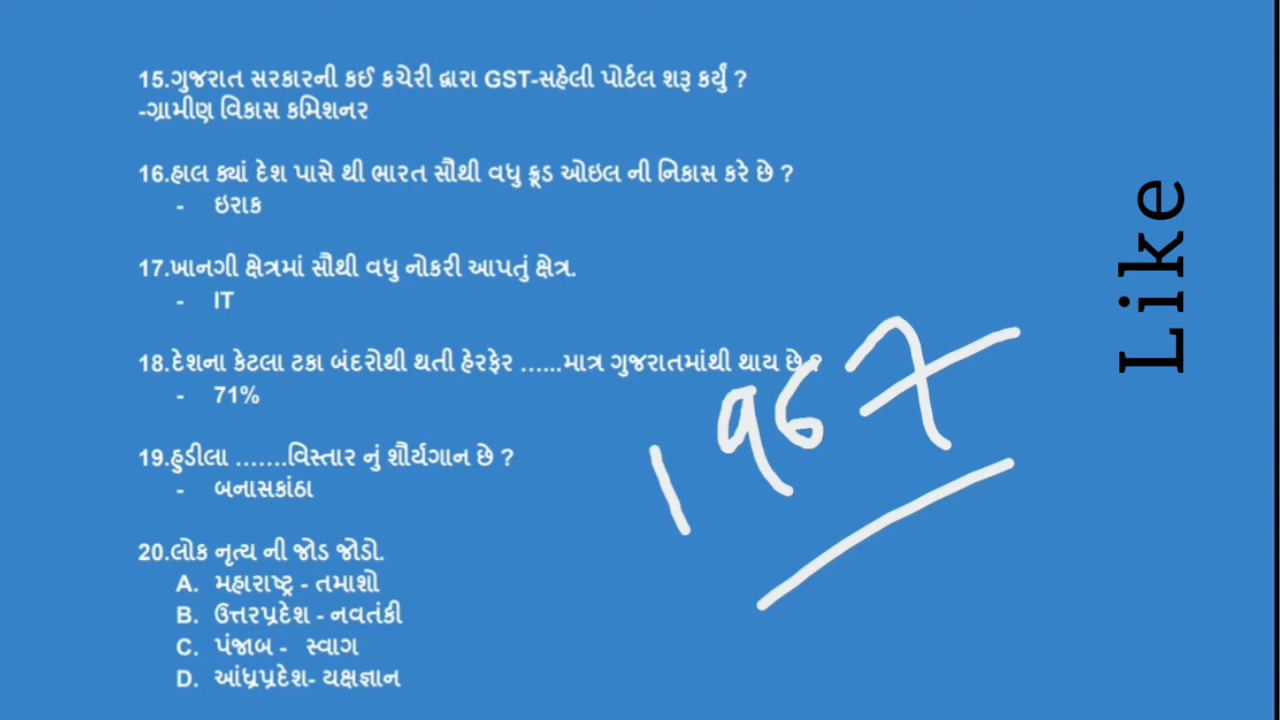 15.ગુજરાત સરકારની કઈ કચેરી દ્વારા GST-સહેલી પોર્ટલ શરૂ કર્યું ?
-ગ્રામીણ વિકાસ કમિશનર
16.હાલ ક્યાં દેશ પાસે થી ભારત સૌથી વધુ ક્રૂડ ઓઇલ ની નિકાસ કરે છે ?
- ઇરાક
17.ખાનગી ક્ષેત્રમાં સૌથી વધુ નોકરી આપતું ક્ષેત્ર.
- IT
18.દેશના કેટલા ટકા બંદરોથી થતી હેરફેર ......માત્ર ગુજરાતમાંથી થાય છે ?
- 71%
19.હુડીલા .......વિસ્તાર નું શૌર્યગાન છે ?
- બનાસકાંઠા
20.લોક નૃત્ય ની જોડ જોડો.
A. મહારાષ્ટ્ર - તમાશો
B. ઉત્તરપ્રદેશ - નવતંકી
C. પંજાબ - સ્વાગ
D. આંધ્રપ્રદેશ- યક્ષજ્ઞાન
1967
Like